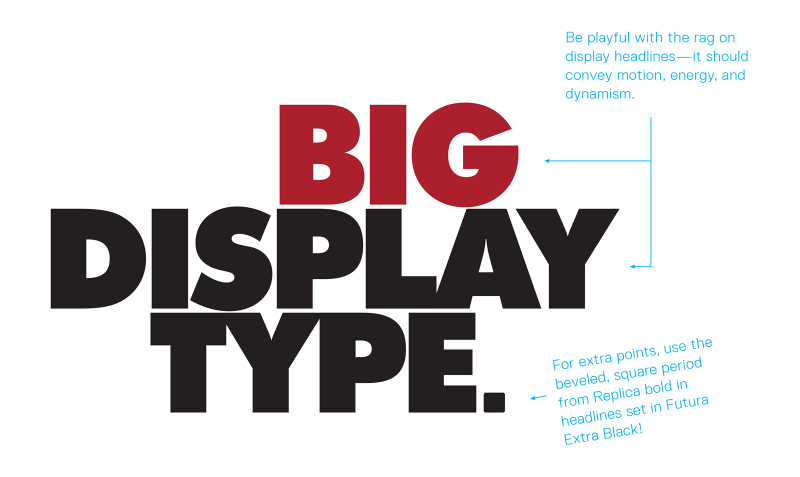 Be playful with the rag on
display headlines—it should
convey motion, energy, and
dynamism.
BIG
DISPLAY
TYPE.
For extra points, use the
beveled, square period
from Replica bold in
headlines set in Futura
Extra Black!